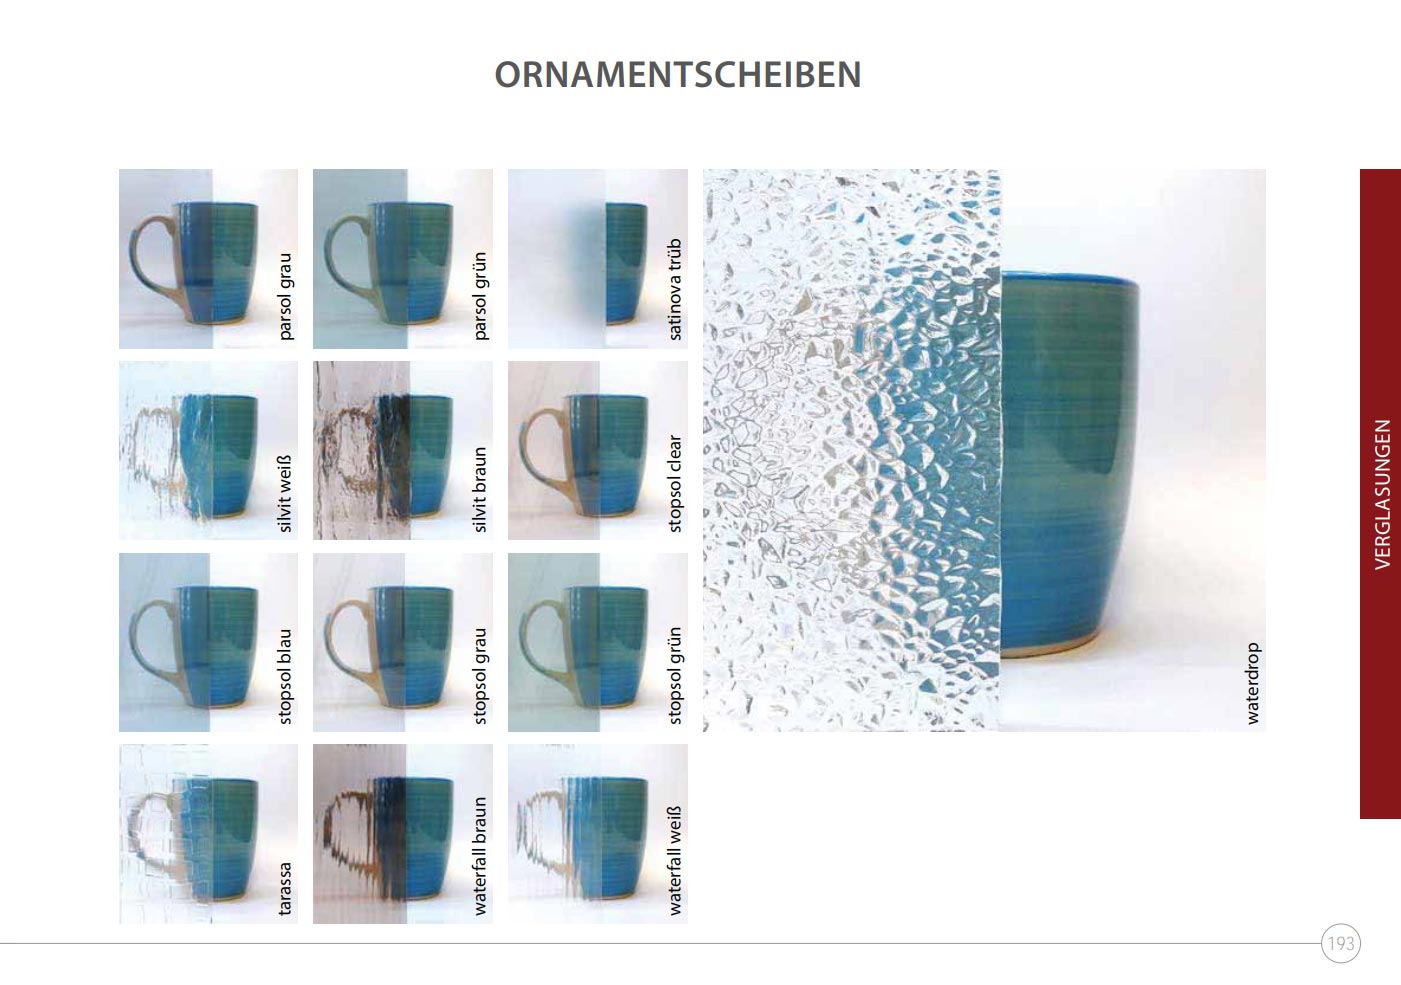 ORNAMENTSCHEIBEN
parsol grau
parsol grün
satinova trüb
silvit weiß
silvit braun
stopsol clear
stopsol blau
stopsol grau
stopsol grün
tarassa
waterfall braun
waterfall weiß
waterdrop
VERGLASUNGEN
193